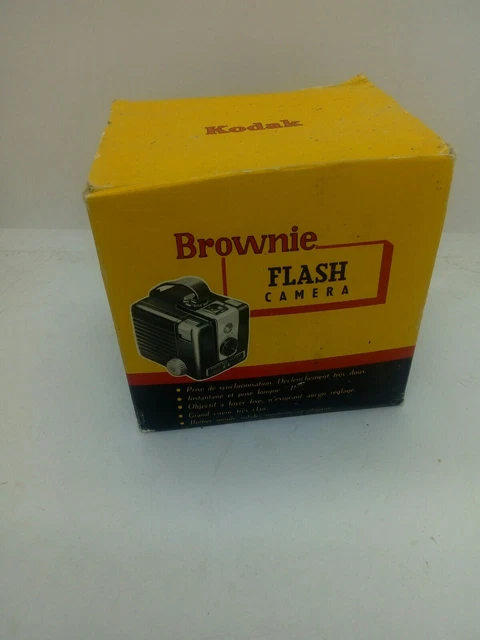 Kodak
Brownie
FLASH
CAMERA
• Prise de synchronisation. Déclenchement très doux.
• Instantané et pose longue
• Objectif à foyer fixe, n'exigeant aucun réglage.
• Grand viseur très clair.